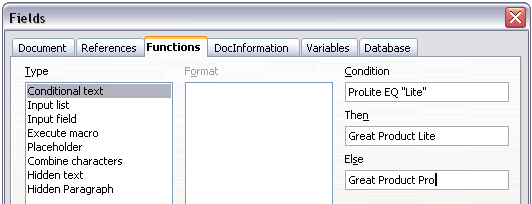 Fields
Document References Functions DocInformation Variables Database
Type Format Condition
Conditional text ProLite EQ "Lite"
Input list
Input field Then
Execute macro Great Product Lite
Placeholder
Combine characters Else
Hidden text Great Product Pro
Hidden Paragraph